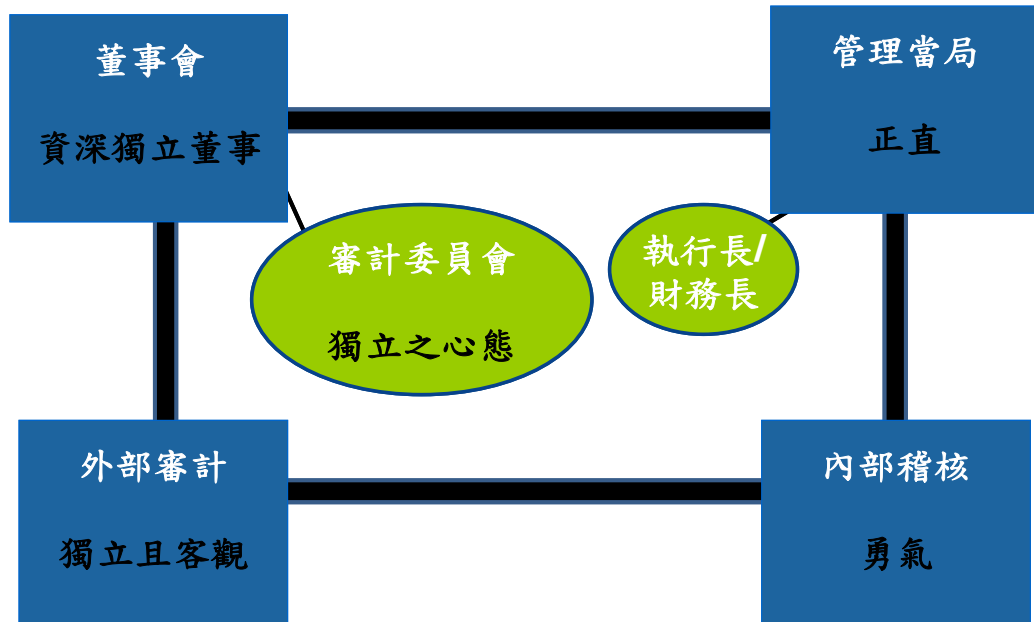 董事會
資深獨立董事
管理當局
正直
審計委員會
獨立之心態
執行長/
財務長
外部審計
獨立且客觀
內部稽核
勇氣